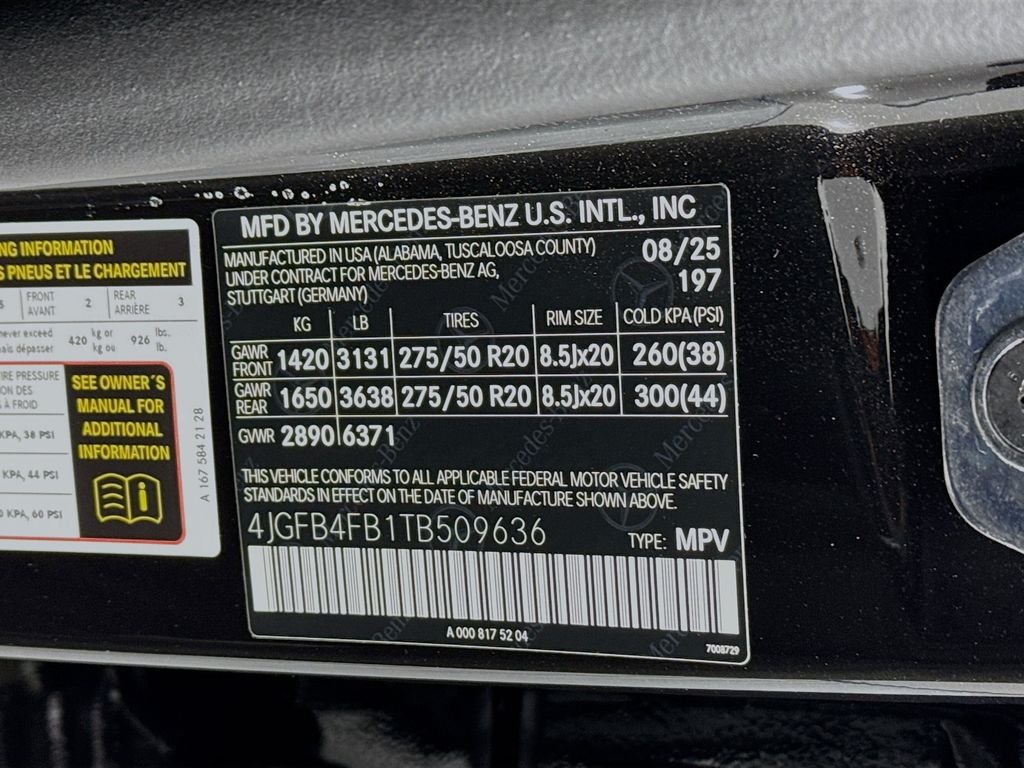 NG INFORMATION
S PNEUS ET LE CHARGEMENT
5 FRONT AVANT 2 REAR ARRIÈRE 3
never exceed 420 kg or kg ou 926 lbs. lb.
ais dépasser
IRE PRESSURE
ION DES
À FROID
KPA, 38 PSI
KPA, 44 PSI
0 KPA, 60 PSI
SEE OWNER´S
MANUAL FOR
ADDITIONAL
INFORMATION
A 167 584 21 28
MFD BY MERCEDES-BENZ U.S. INTL., INC
MANUFACTURED IN USA (ALABAMA, TUSCALOOSA COUNTY) 08/25
UNDER CONTRACT FOR MERCEDES-BENZ AG, 197
STUTTGART (GERMANY)
KG LB TIRES RIM SIZE COLD KPA(PSI)
GAWR FRONT 1420 3131 275/50 R20 8.5Jx20 260(38)
GAWR REAR 1650 3638 275/50 R20 8.5Jx20 300(44)
GVWR 2890 6371
THIS VEHICLE CONFORMS TO ALL APPLICABLE FEDERAL MOTOR VEHICLE SAFETY
STANDARDS IN EFFECT ON THE DATE OF MANUFACTURE SHOWN ABOVE.
4JGFB4FB1TB509636 TYPE: MPV
A 000 817 52 04
7008729